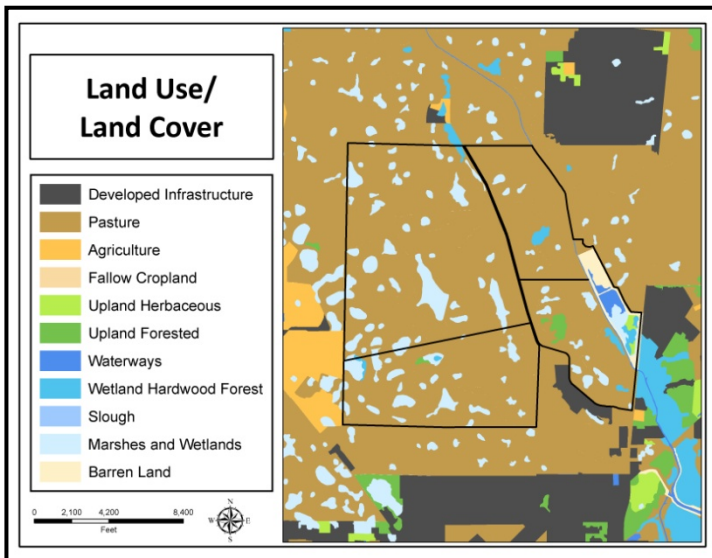 Land Use/
Land Cover
Developed Infrastructure
Pasture
Agriculture
Fallow Cropland
Upland Herbaceous
Upland Forested
Waterways
Wetland Hardwood Forest
Slough
Marshes and Wetlands
Barren Land
0 2,100 4,200 8,400
Feet
N
W E
S